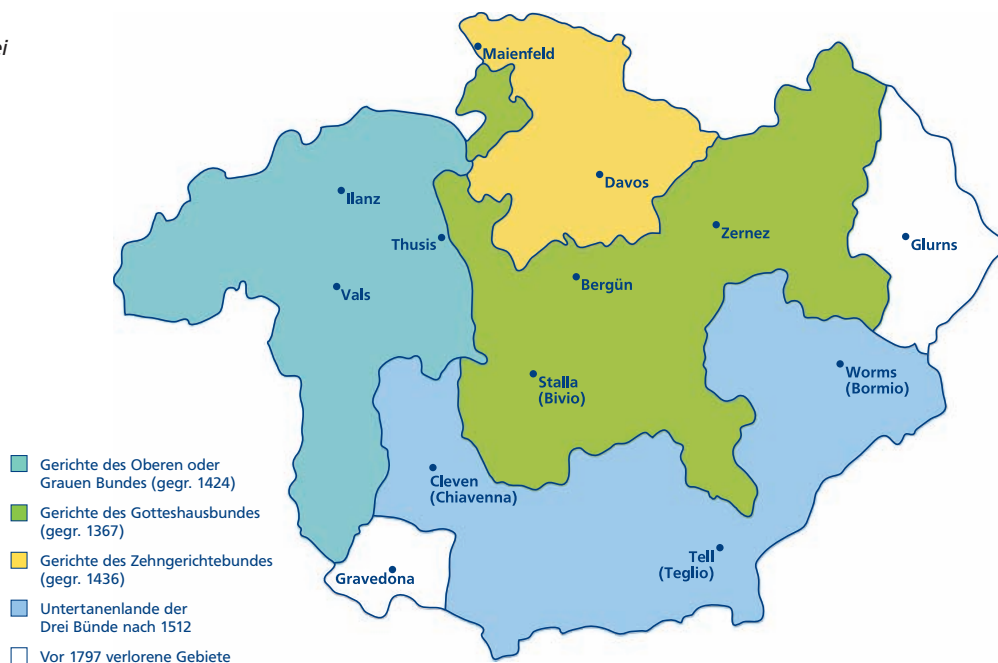 ei
Maienfeld
Davos
Ilanz
Thusis
Zernez
Glurns
Bergün
Vals
Stalla
(Bivio)
Worms
(Bormio)
Cleven
(Chiavenna)
Tell
(Teglio)
Gravedona
Gerichte des Oberen oder
Grauen Bundes (gegr. 1424)
Gerichte des Gotteshausbundes
(gegr. 1367)
Gerichte des Zehngerichtebundes
(gegr. 1436)
Untertanenlande der
Drei Bünde nach 1512
Vor 1797 verlorene Gebiete